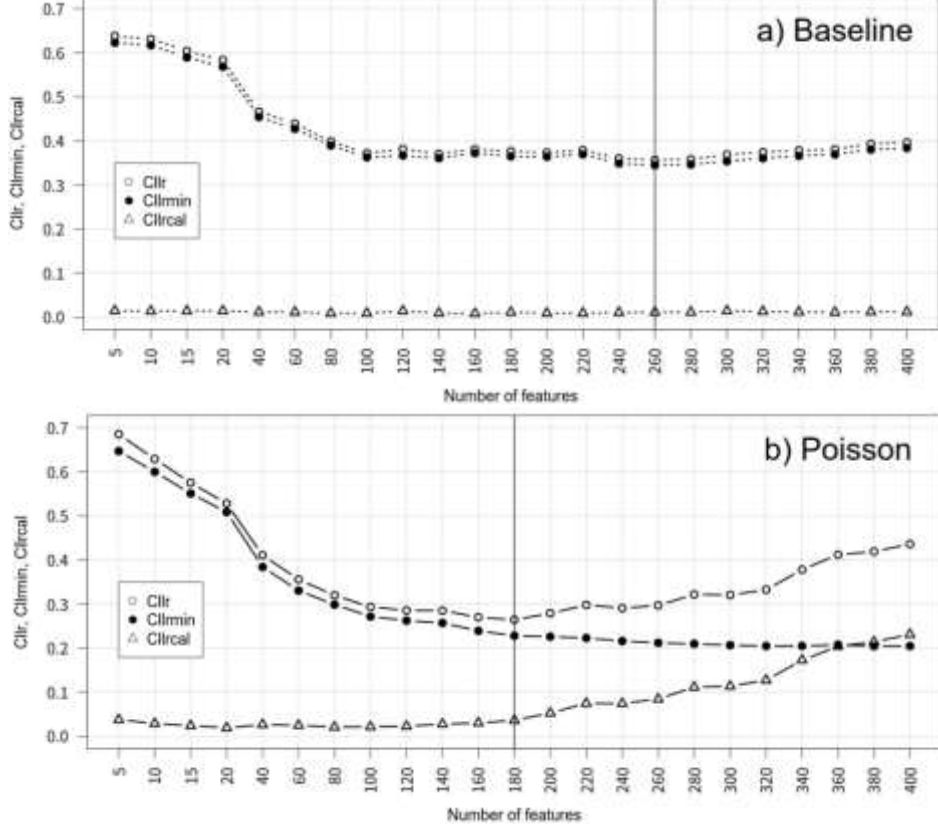 a) Baseline
0.7
0.6
0.5
0.4
0.3
0.2
0.1
0.0
Cllr, Cllrmin, Cllrcal
Cllr
Cllrmin
Cllrcal
5 10 15 20 40 60 80 100 120 140 160 180 200 220 240 260 280 300 320 340 360 380 400
Number of features
b) Poisson
0.7
0.6
0.5
0.4
0.3
0.2
0.1
0.0
Cllr, Cllrmin, Cllrcal
Cllr
Cllrmin
Cllrcal
5 10 15 20 40 60 80 100 120 140 160 180 200 220 240 260 280 300 320 340 360 380 400
Number of features